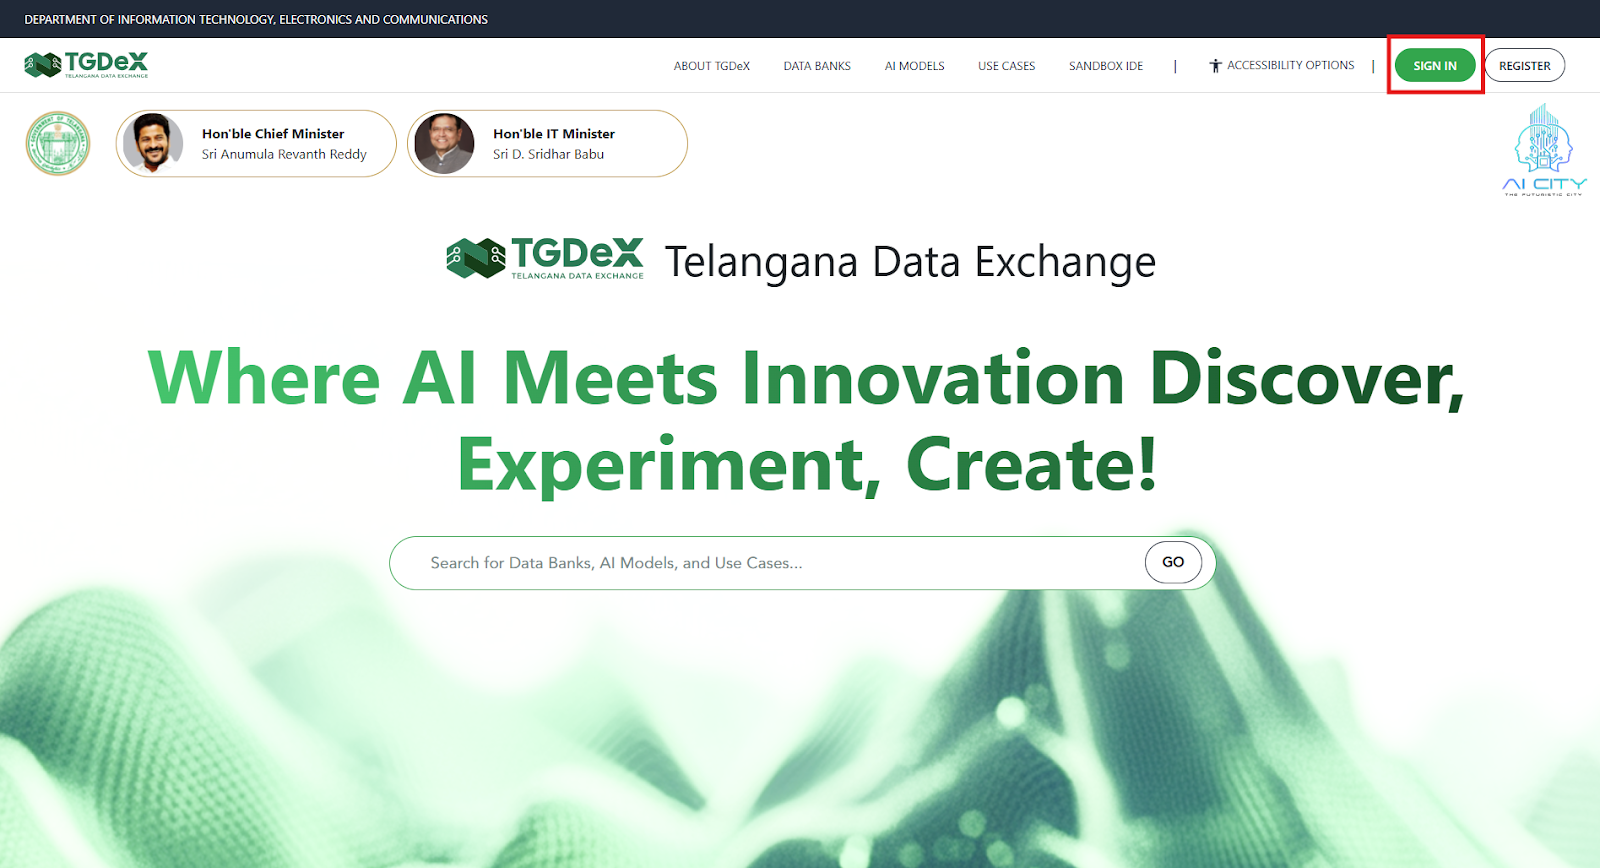 DEPARTMENT OF INFORMATION TECHNOLOGY, ELECTRONICS AND COMMUNICATIONS
TGDeX
TELANGANA DATA EXCHANGE
ABOUT TGDeX
DATA BANKS
AI MODELS
USE CASES
SANDBOX IDE
|
ACCESSIBILITY OPTIONS
|
SIGN IN
REGISTER
Hon'ble Chief Minister
Sri Anumula Revanth Reddy
Hon'ble IT Minister
Sri D. Sridhar Babu
AI CITY
THE FUTURISTIC CITY
TGDeX
TELANGANA DATA EXCHANGE
Telangana Data Exchange
Where AI Meets Innovation Discover,
Experiment, Create!
Search for Data Banks, AI Models, and Use Cases...
GO